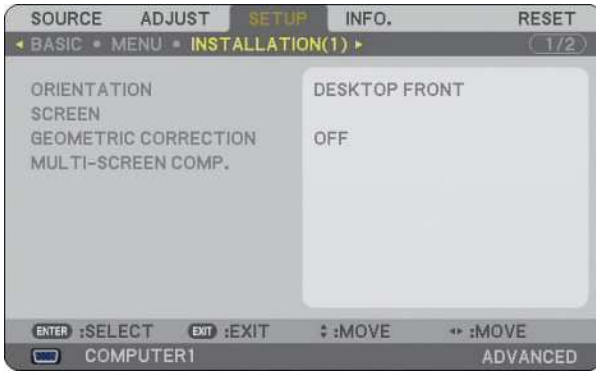 SOURCE ADJUST SETUP INFO. RESET
BASIC • MENU • INSTALLATION(1) (1/2)
ORIENTATION DESKTOP FRONT
SCREEN
GEOMETRIC CORRECTION OFF
MULTI-SCREEN COMP.
ENTER :SELECT EXIT :EXIT :MOVE :MOVE
COMPUTER1 ADVANCED